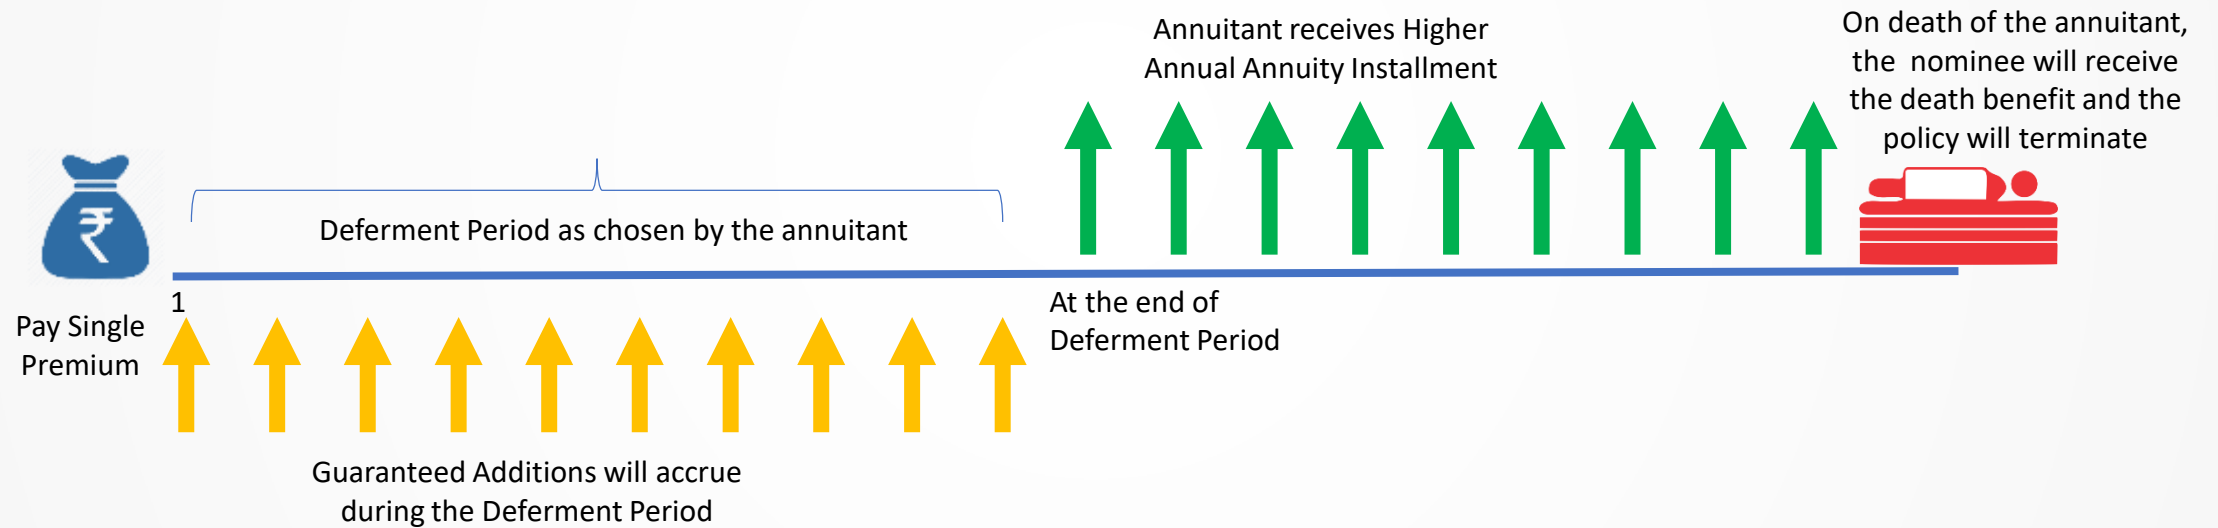 Annuitant receives Higher
Annual Annuity Installment
On death of the annuitant,
the nominee will receive
the death benefit and the
policy will terminate
₹
Deferment Period as chosen by the annuitant
1
Pay Single
Premium
At the end of
Deferment Period
Guaranteed Additions will accrue
during the Deferment Period